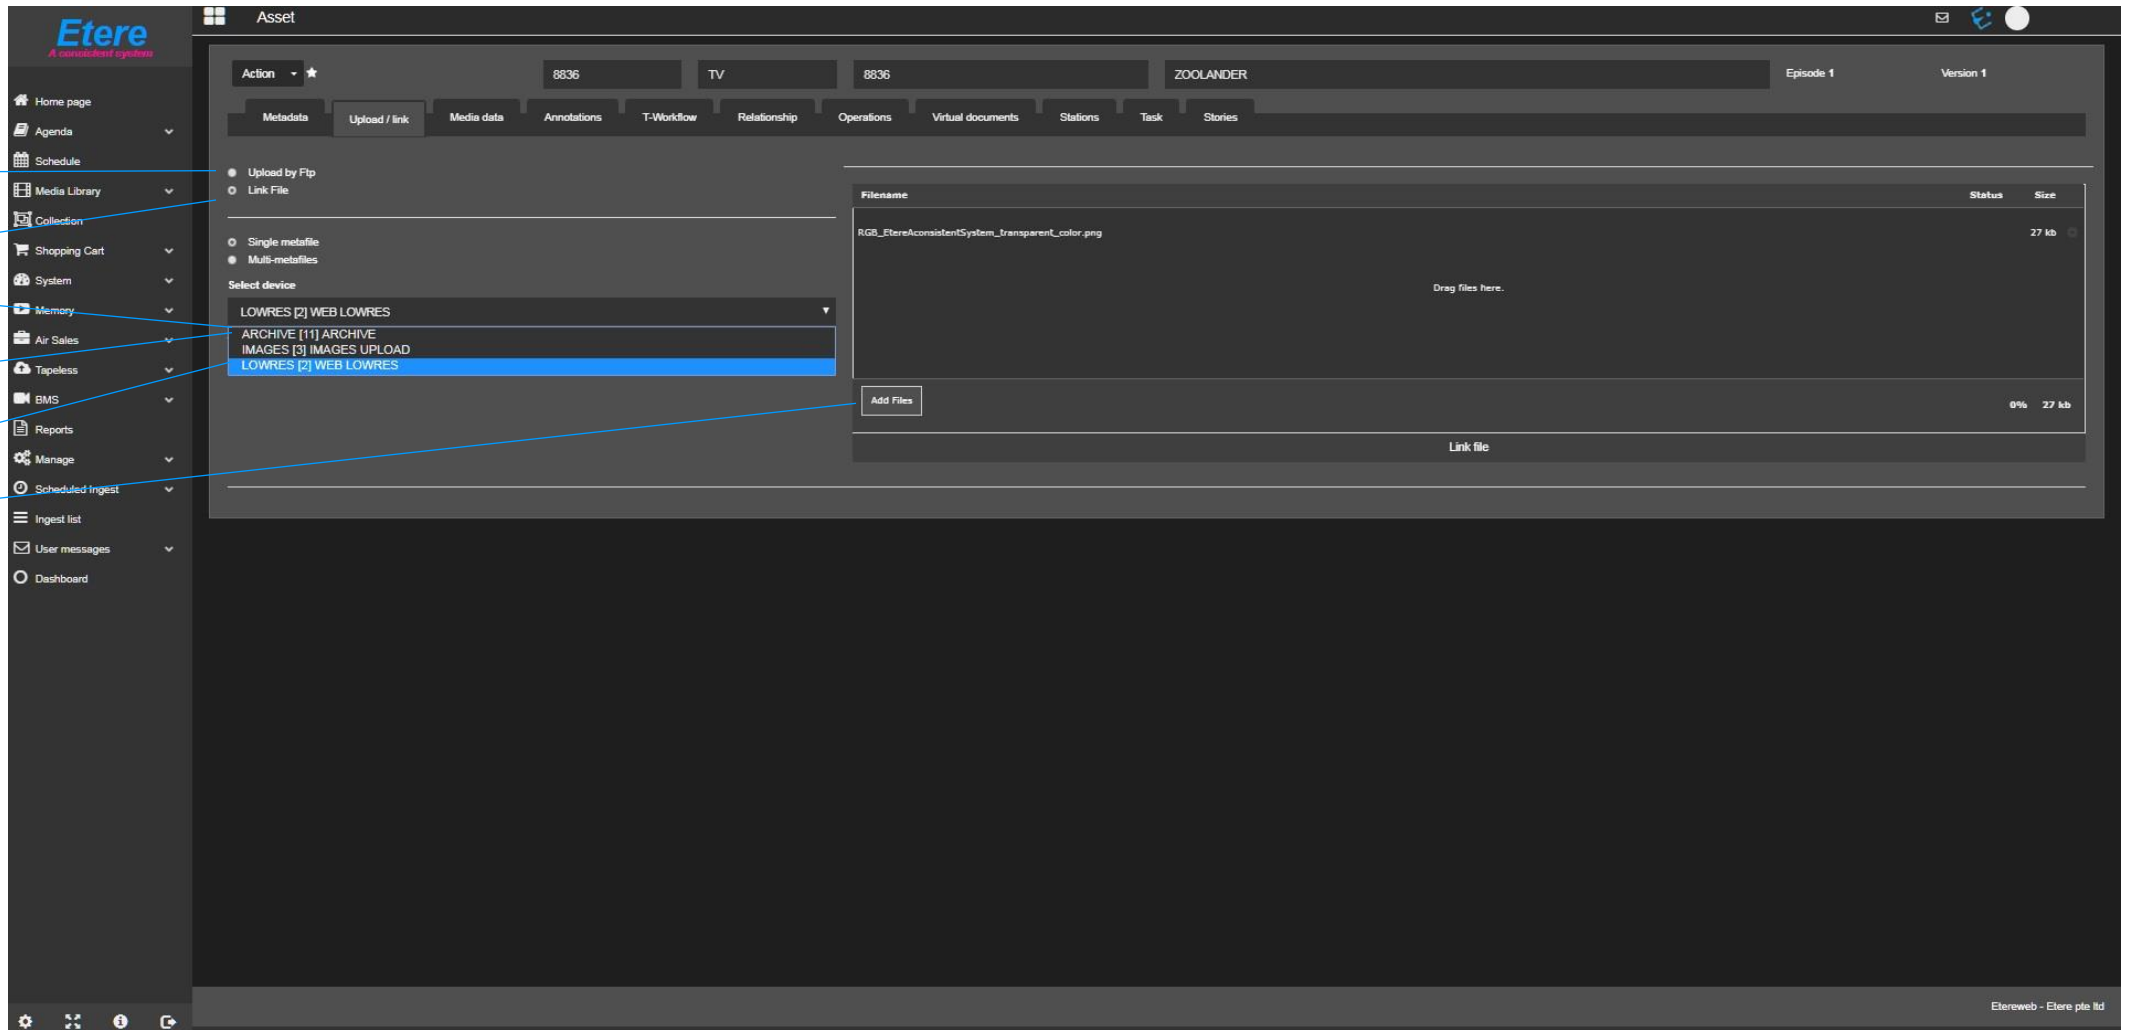 Etere
A consistent system
Asset
Home page
Agenda
Schedule
Media Library
Collection
Shopping Cart
System
Memory
Air Sales
Tapeless
BMS
Reports
Manage
Scheduled Ingest
Ingest list
User messages
Dashboard
Action
8836
TV
8836
ZOOLANDER
Episode 1
Version 1
Metadata
Upload / link
Media data
Annotations
T-Workflow
Relationship
Operations
Virtual documents
Stations
Task
Stories
Upload by Ftp
Link File
Single metafile
Multi-metafiles
Select device
LOWRES [2] WEB LOWRES
ARCHIVE [11] ARCHIVE
IMAGES [3] IMAGES UPLOAD
LOWRES [2] WEB LOWRES
Filename Status Size
RGB_EtereAconsistentSystem_transparent_color.png 27 kb
Drag files here.
Add Files
0% 27 kb
Link file
Etereweb - Etere pte ltd